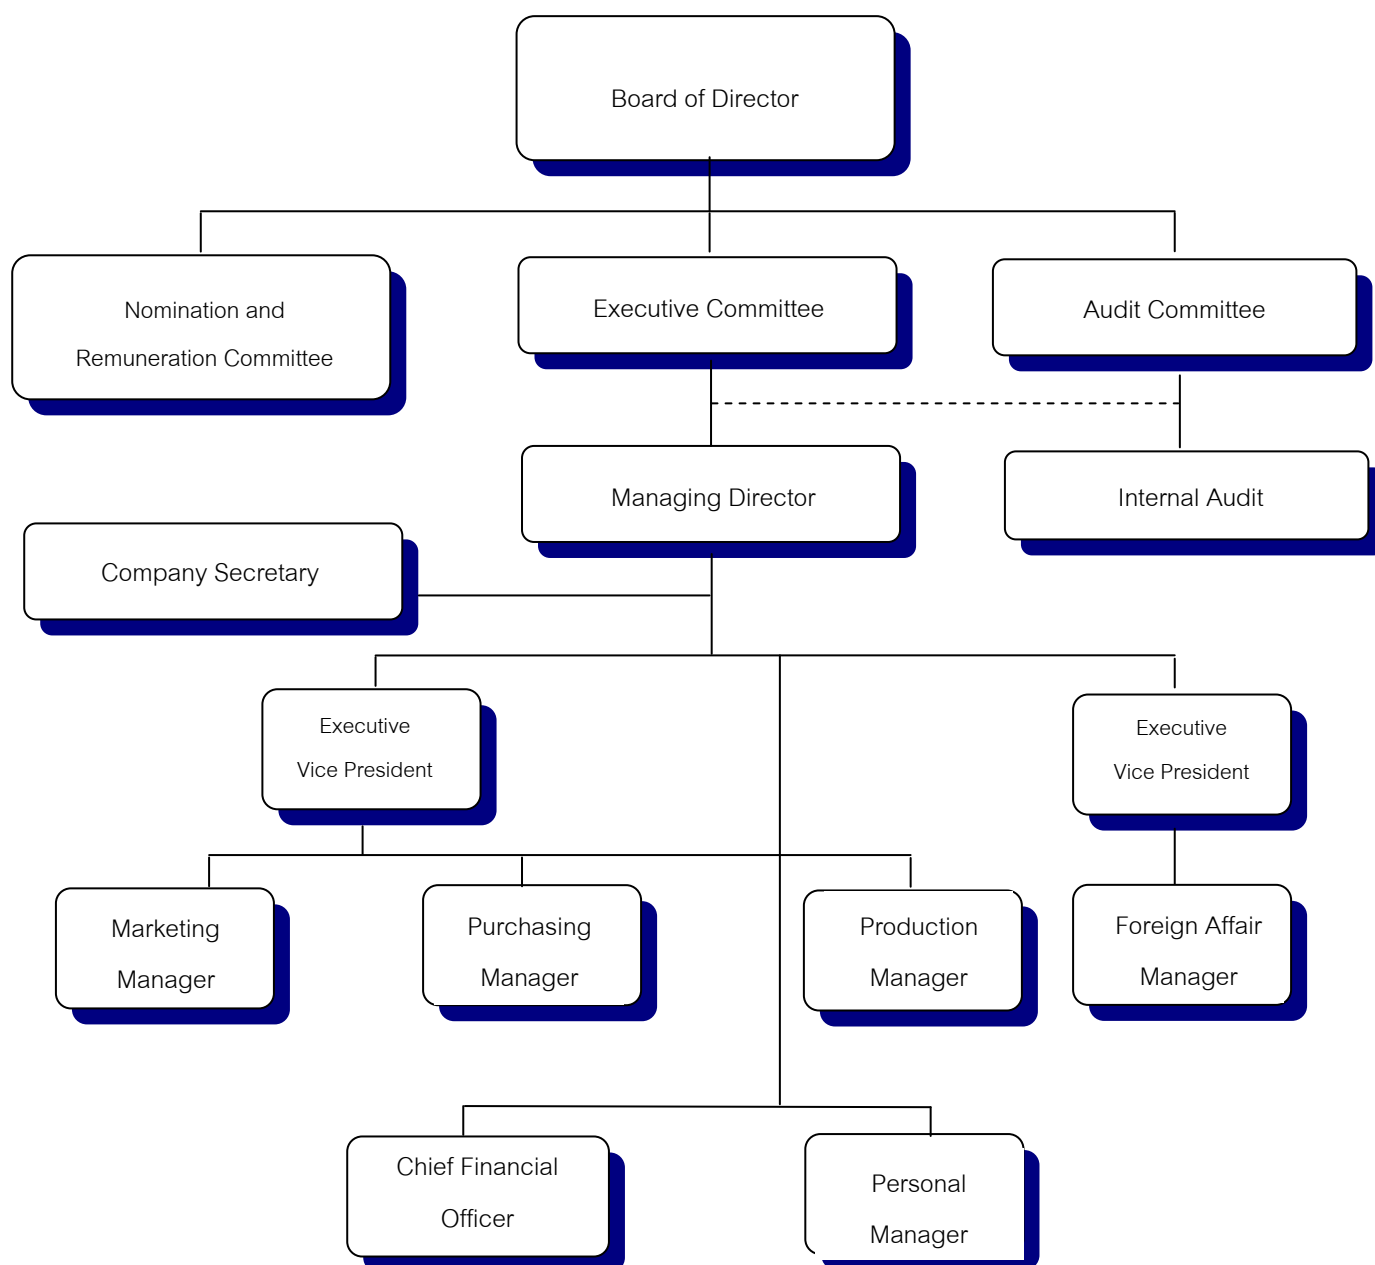 Board of Director
Nomination and
Remuneration Committee
Executive Committee
Audit Committee
Managing Director
Internal Audit
Company Secretary
Executive
Vice President
Executive
Vice President
Marketing
Manager
Purchasing
Manager
Production
Manager
Foreign Affair
Manager
Chief Financial
Officer
Personal
Manager